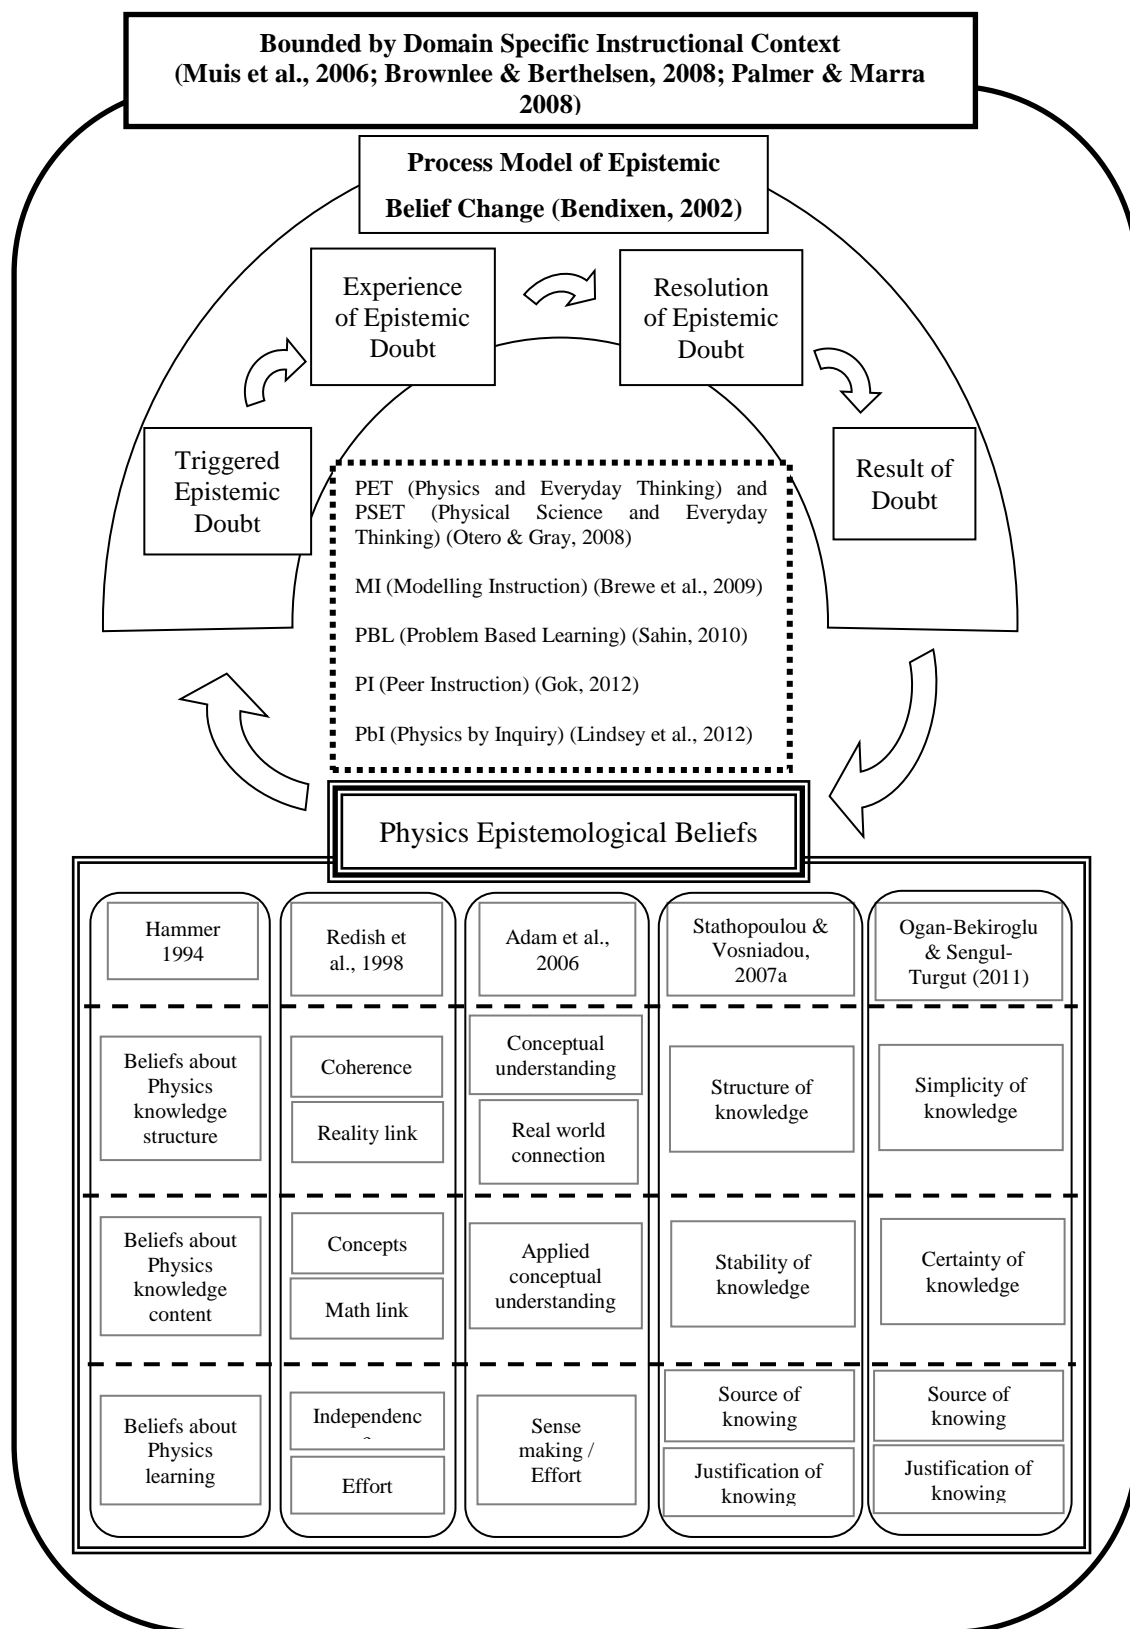 Bounded by Domain Specific Instructional Context
(Muis et al., 2006; Brownlee & Berthelsen, 2008; Palmer & Marra
2008)
Process Model of Epistemic
Belief Change (Bendixen, 2002)
Experience
of Epistemic
Doubt
Resolution
of Epistemic
Doubt
Triggered
Epistemic
Doubt
Result of
Doubt
PET (Physics and Everyday Thinking) and
PSET (Physical Science and Everyday
Thinking) (Otero & Gray, 2008)
MI (Modelling Instruction) (Brewe et al., 2009)
PBL (Problem Based Learning) (Sahin, 2010)
PI (Peer Instruction) (Gok, 2012)
PbI (Physics by Inquiry) (Lindsey et al., 2012)
Physics Epistemological Beliefs
Hammer
1994
Redish et
al., 1998
Adam et al.,
2006
Stathopoulou &
Vosniadou,
2007a
Ogan-Bekiroglu
& Sengul-
Turgut (2011)
Beliefs about
Physics
knowledge
structure
Coherence
Reality link
Conceptual
understanding
Real world
connection
Structure of
knowledge
Simplicity of
knowledge
Beliefs about
Physics
knowledge
content
Concepts
Math link
Applied
conceptual
understanding
Stability of
knowledge
Certainty of
knowledge
Beliefs about
Physics
learning
Independenc
Effort
Sense
making /
Effort
Source of
knowing
Justification of
knowing
Source of
knowing
Justification of
knowing